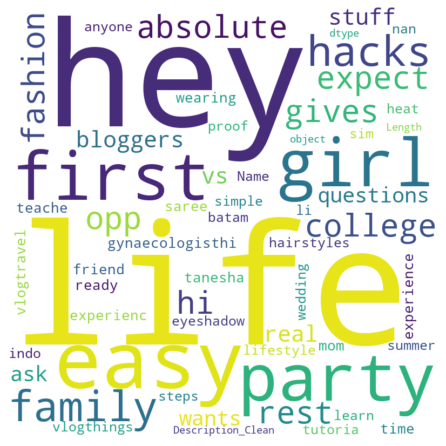 hey
absolute
stuff
anyone
dtype
nan
fashion
hacks
wearing
expect
bloggers
proof
gives
heat
sim
Length
object
first
girl
vs
Name
simple
questions
teache
saree
li
opp
batam
college
gynaecologisthi
hairstyles
vlogtravel
friend
ready
tanesha
wedding
experience
life
hi
experienc
eyeshadow
real
indo
easy
lifestyle
mom
summer
party
ask
family
steps
wants
rest
tutoria
learn
time
vlogthings
Description_Clean